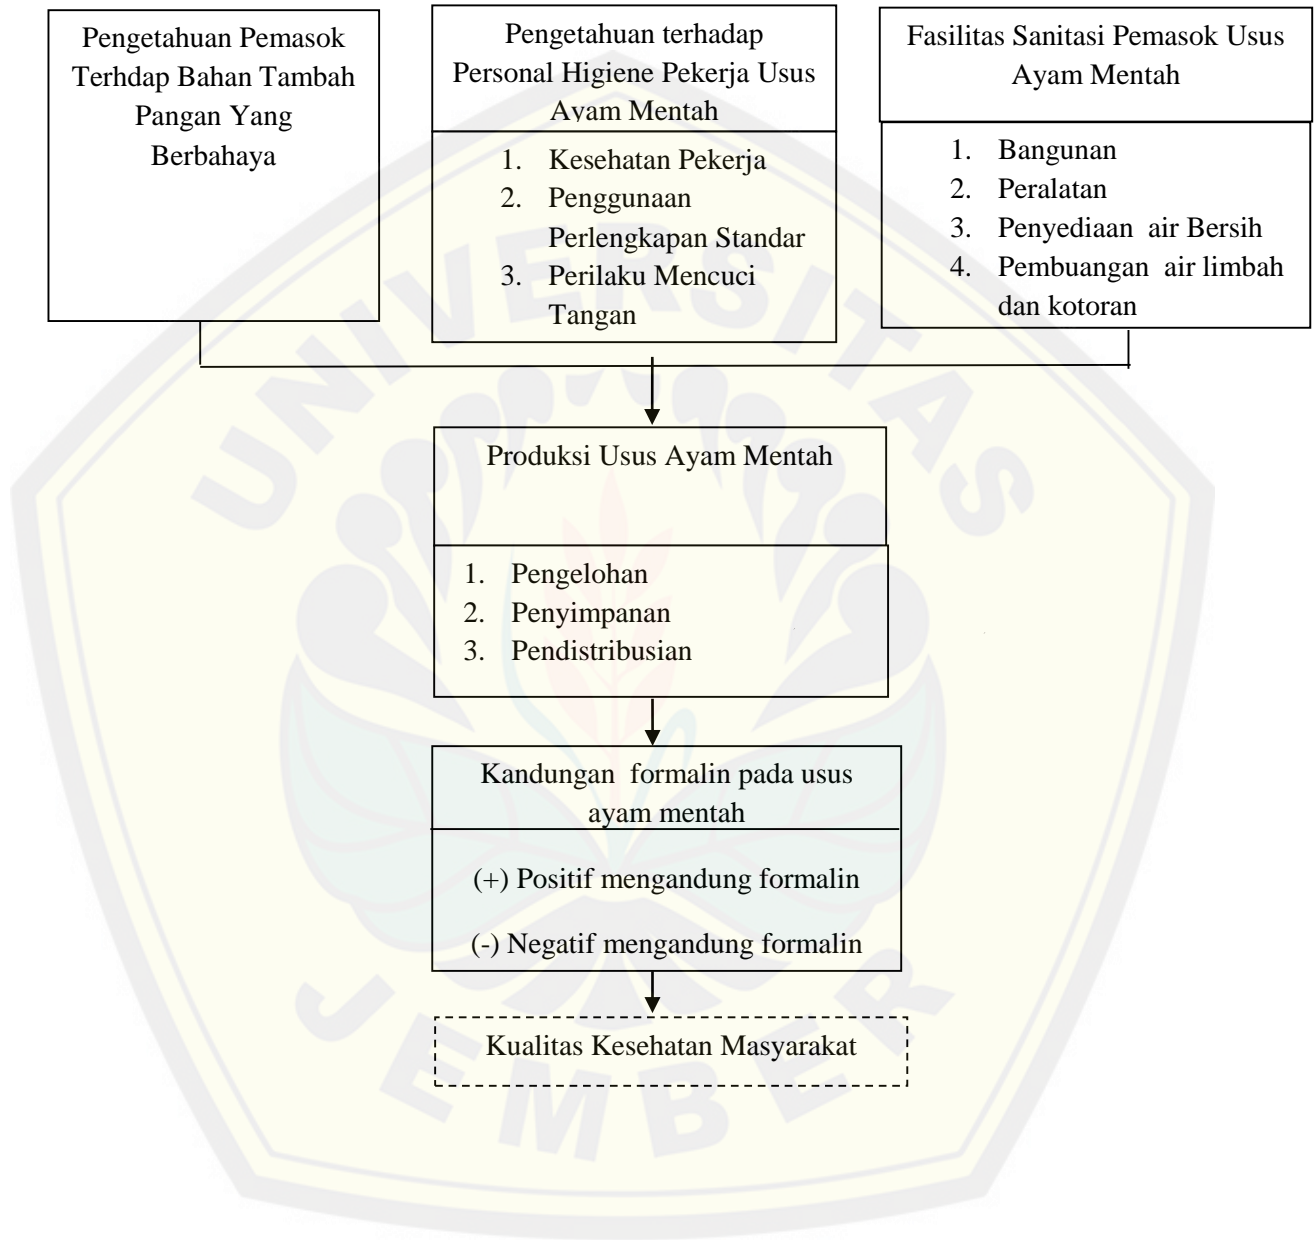 Pengetahuan Pemasok
Terhdap Bahan Tambah
Pangan Yang
Berbahaya
Pengetahuan terhadap
Personal Higiene Pekerja Usus
Ayam Mentah
1. Kesehatan Pekerja
2. Penggunaan
Perlengkapan Standar
3. Perilaku Mencuci
Tangan
Fasilitas Sanitasi Pemasok Usus
Ayam Mentah
1. Bangunan
2. Peralatan
3. Penyediaan air Bersih
4. Pembuangan air limbah
dan kotoran
Produksi Usus Ayam Mentah
1. Pengelohan
2. Penyimpanan
3. Pendistribusian
Kandungan formalin pada usus
ayam mentah
(+) Positif mengandung formalin
(-) Negatif mengandung formalin
Kualitas Kesehatan Masyarakat
UNIVERSITAS
JEMBER